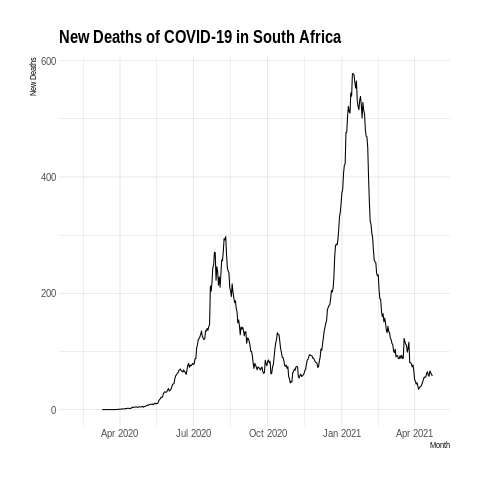 New Deaths of COVID-19 in South Africa
New Deaths
600
400
200
0
Apr 2020 Jul 2020 Oct 2020 Jan 2021 Apr 2021
Month